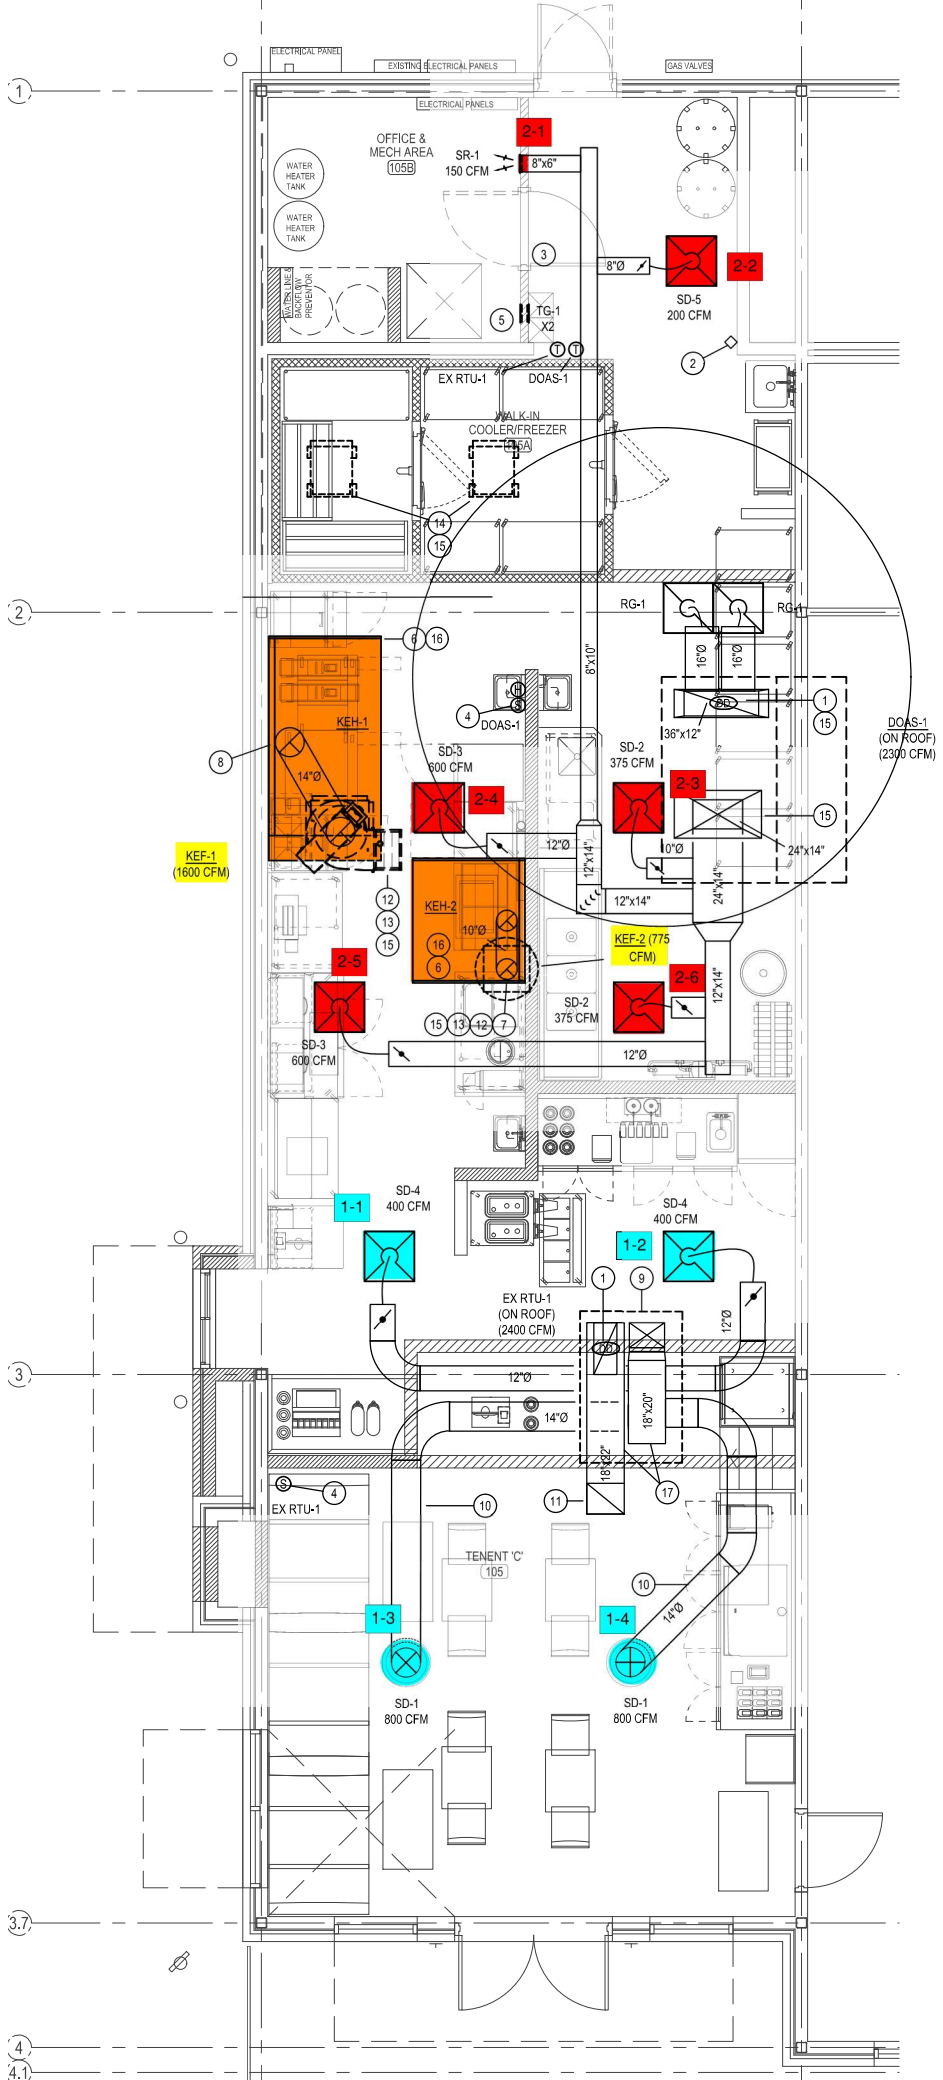 ELECTRICAL PANEL
EXISTING ELECTRICAL PANELS
GAS VALVES
1
ELECTRICAL PANELS
OFFICE &
MECH AREA
105B
2-1
SR-1
150 CFM
8"x6"
WATER
HEATER
TANK
WATER
HEATER
TANK
3
8"Ø
2-2
SD-5
200 CFM
WATER LINE &
BACKFLOW
PREVENTOR
5
TG-1
X2
T
T
2
EX RTU-1
DOAS-1
WALK-IN
COOLER/FREEZER
105A
14
15
2
RG-1
RG-1
6
16
8"x10"
16"Ø
16"Ø
H
S
4
DOAS-1
KEH-1
1
15
36"x12"
DOAS-1
(ON ROOF)
(2300 CFM)
8
14"Ø
SD-3
600 CFM
SD-2
375 CFM
2-4
2-3
15
24"x14"
12"Ø
10"Ø
KEF-1
(1600 CFM)
12"x14"
24"x14"
12
13
15
KEH-2
12"x14"
10"Ø
16
6
KEF-2 (775
CFM)
2-5
2-6
12"x14"
SD-2
375 CFM
15
13
12
7
SD-3
600 CFM
12"Ø
SD-4
400 CFM
1-1
SD-4
400 CFM
1-2
EX RTU-1
(ON ROOF)
(2400 CFM)
1
9
12"Ø
3
12"Ø
14"Ø
18"x20"
18"x22"
S
4
EX RTU-1
10
11
17
TENENT 'C'
105
10
14"Ø
1-3
1-4
SD-1
800 CFM
SD-1
800 CFM
3.7
4
4.1